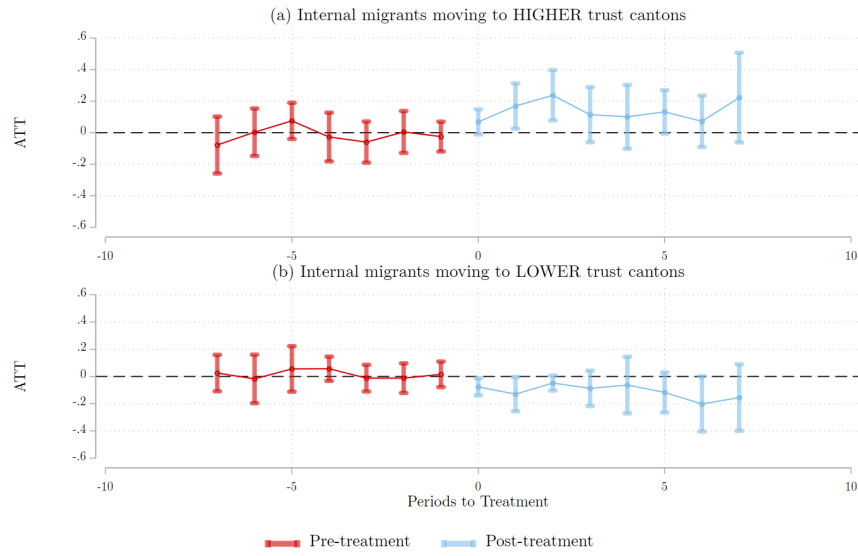 (a) Internal migrants moving to HIGHER trust cantons
.6
.4
.2
0
-.2
-.4
-.6
ATT
-10 -5 0 5 10
(b) Internal migrants moving to LOWER trust cantons
.6
.4
.2
0
-.2
-.4
-.6
ATT
-10 -5 0 5 10
Periods to Treatment
Pre-treatment Post-treatment